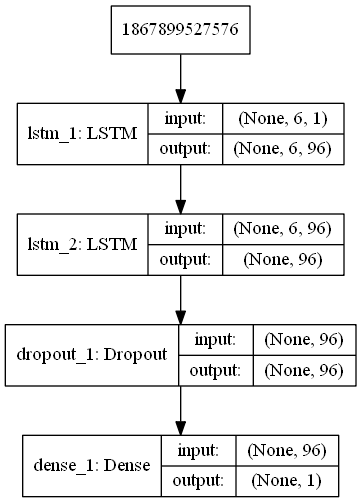 1867899527576
lstm_1: LSTM
input:
(None, 6, 1)
output:
(None, 6, 96)
lstm_2: LSTM
input:
(None, 6, 96)
output:
(None, 96)
dropout_1: Dropout
input:
(None, 96)
output:
(None, 96)
dense_1: Dense
input:
(None, 96)
output:
(None, 1)